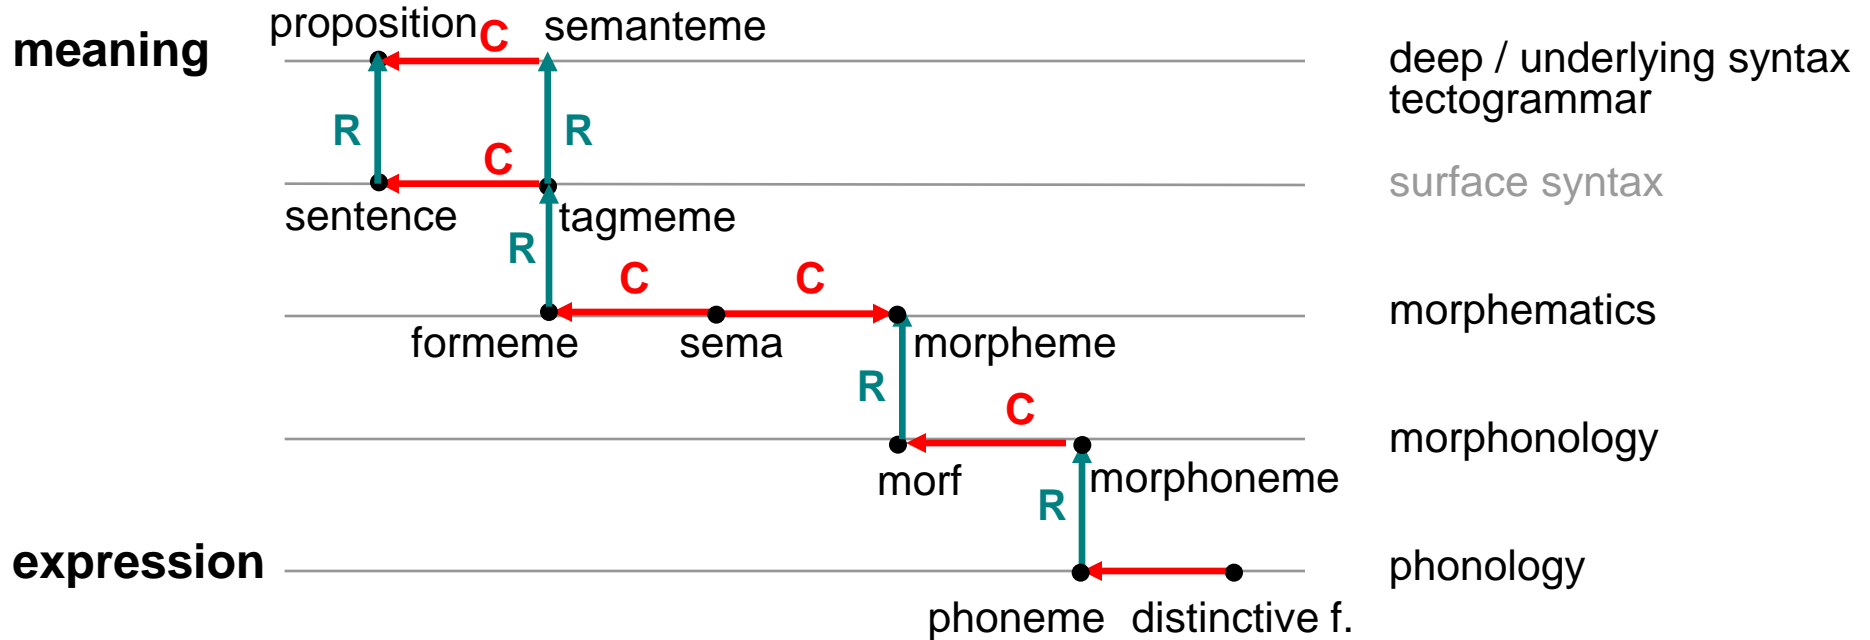 proposition C semanteme
meaning
deep / underlying syntax
tectogrammar
R R
C
surface syntax
sentence tagmeme
R
C C
morphematics
formeme sema morpheme
R
C
morphonology
morf morphoneme
R
expression
phonology
phoneme distinctive f.